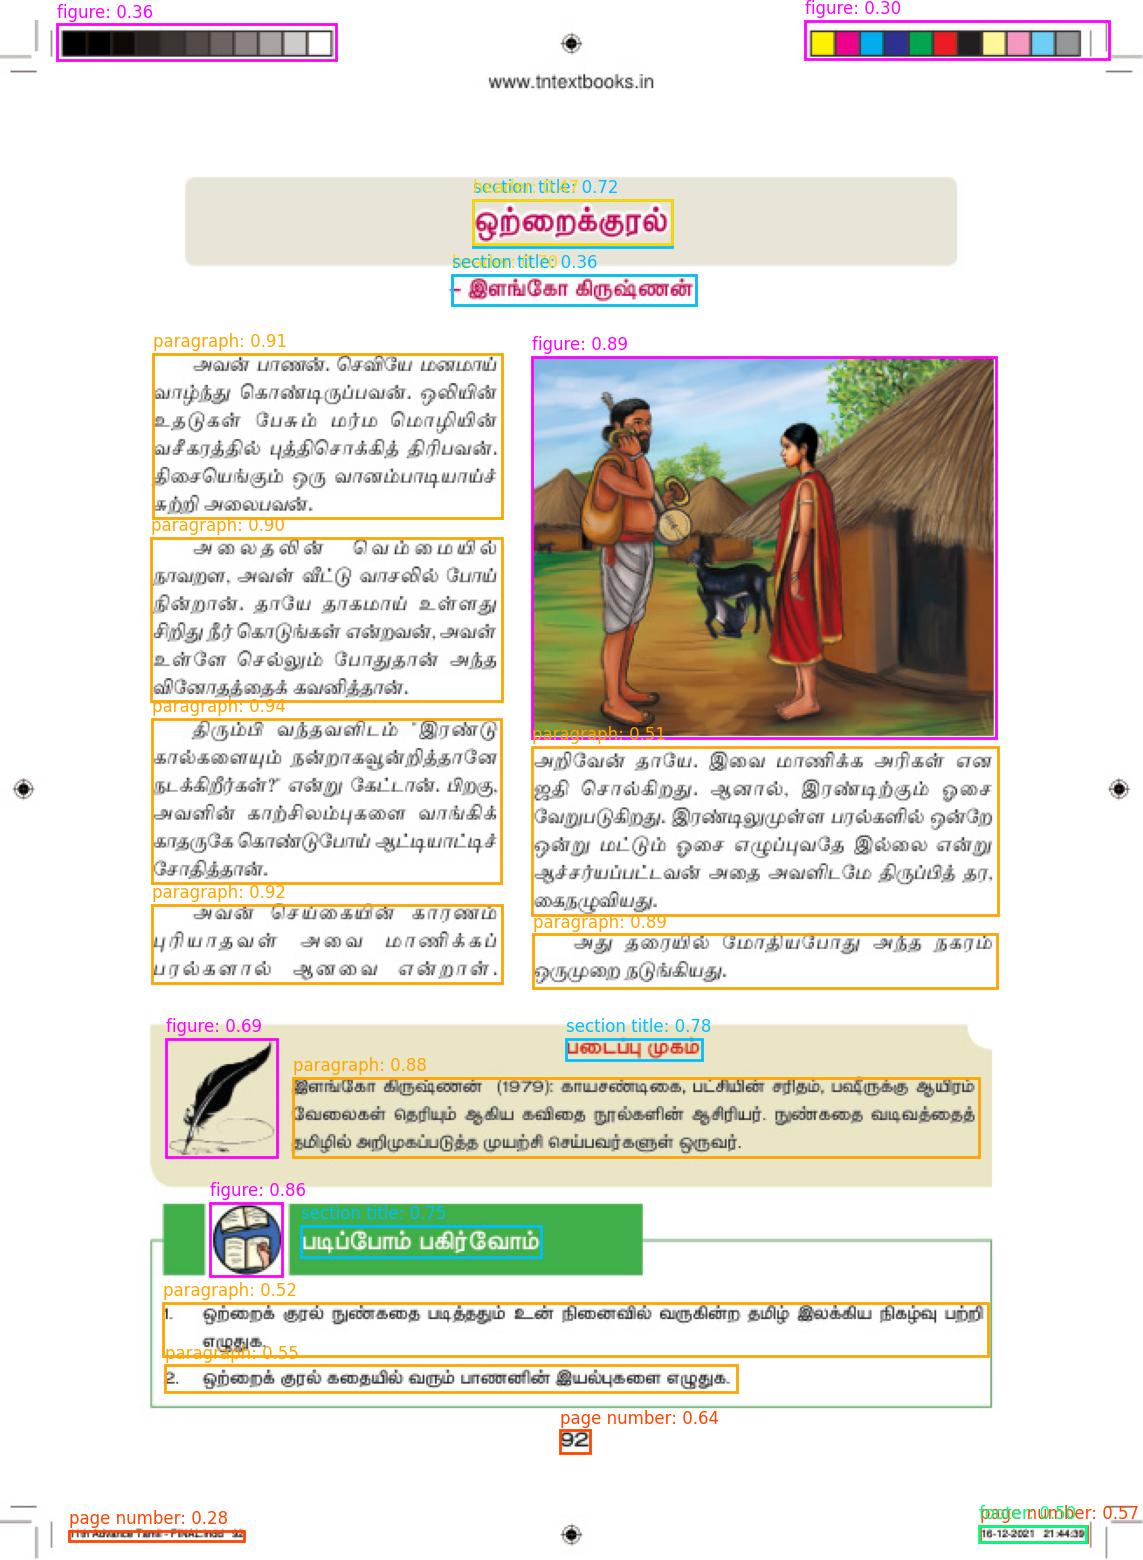 figure: 0.36
figure: 0.30
www.tntextbooks.in
section title: 0.72
ஒற்றைக்குரல்
section title: 0.36
- இளங்கோ கிருஷ்ணன்
paragraph: 0.91
அவன் பாணன். செவியே மனமாய்
வாழ்ந்து கொண்டிருப்பவன். ஒலியின்
உதடுகள் பேசும் மர்ம மொழியின்
வசீகரத்தில் புத்திசொக்கித் திரிபவன்.
திசையெங்கும் ஒரு வானம்பாடியாய்ச்
சுற்றி அலைபவன்.
paragraph: 0.90
அலைதலின் வெம்மையில்
நாவறள, அவள் வீட்டு வாசலில் போய்
நின்றான். தாயே தாகமாய் உள்ளது
சிறிது நீர் கொடுங்கள் என்றவன், அவள்
உள்ளே செல்லும் போதுதான் அந்த
வினோதத்தைக் கவனித்தான்.
paragraph: 0.94
திரும்பி வந்தவளிடம் "இரண்டு
கால்களையும் நன்றாகவூன்றித்தானே
நடக்கிறீர்கள்?" என்று கேட்டான். பிறகு,
அவளின் காற்சிலம்புகளை வாங்கிக்
காதருகே கொண்டுபோய் ஆட்டியாட்டிச்
சோதித்தான்.
paragraph: 0.92
அவன் செய்கையின் காரணம்
புரியாதவள் அவை மாணிக்கப்
பரல்களால் ஆனவை என்றாள்.
figure: 0.89
paragraph: 0.51
அறிவேன் தாயே. இவை மாணிக்க அரிகள் என
ஜதி சொல்கிறது. ஆனால், இரண்டிற்கும் ஓசை
வேறுபடுகிறது. இரண்டிலுமுள்ள பரல்களில் ஒன்றே
ஒன்று மட்டும் ஓசை எழுப்புவதே இல்லை என்று
ஆச்சர்யப்பட்டவன் அதை அவளிடமே திருப்பித் தர,
கைநழுவியது.
paragraph: 0.89
அது தரையில் மோதியபோது அந்த நகரம்
ஒருமுறை நடுங்கியது.
figure: 0.69
section title: 0.78
படைப்பு முகம்
paragraph: 0.88
இளங்கோ கிருஷ்ணன் (1979): காயசண்டிகை, பட்சியின் சரிதம், பஷீருக்கு ஆயிரம்
வேலைகள் தெரியும் ஆகிய கவிதை நூல்களின் ஆசிரியர். நுண்கதை வடிவத்தைத்
தமிழில் அறிமுகப்படுத்த முயற்சி செய்பவர்களுள் ஒருவர்.
figure: 0.86
section title: 0.75
படிப்போம் பகிர்வோம்
paragraph: 0.52
1. ஒற்றைக் குரல் நுண்கதை படித்ததும் உன் நினைவில் வருகின்ற தமிழ் இலக்கிய நிகழ்வு பற்றி
எழுதுக.
paragraph: 0.55
2. ஒற்றைக் குரல் கதையில் வரும் பாணனின் இயல்புகளை எழுதுக.
page number: 0.64
92
page number: 0.28
11th Advance Tamil - FINAL.indd 92
footer: 0.50
page number: 0.57
16-12-2021 21:44:39